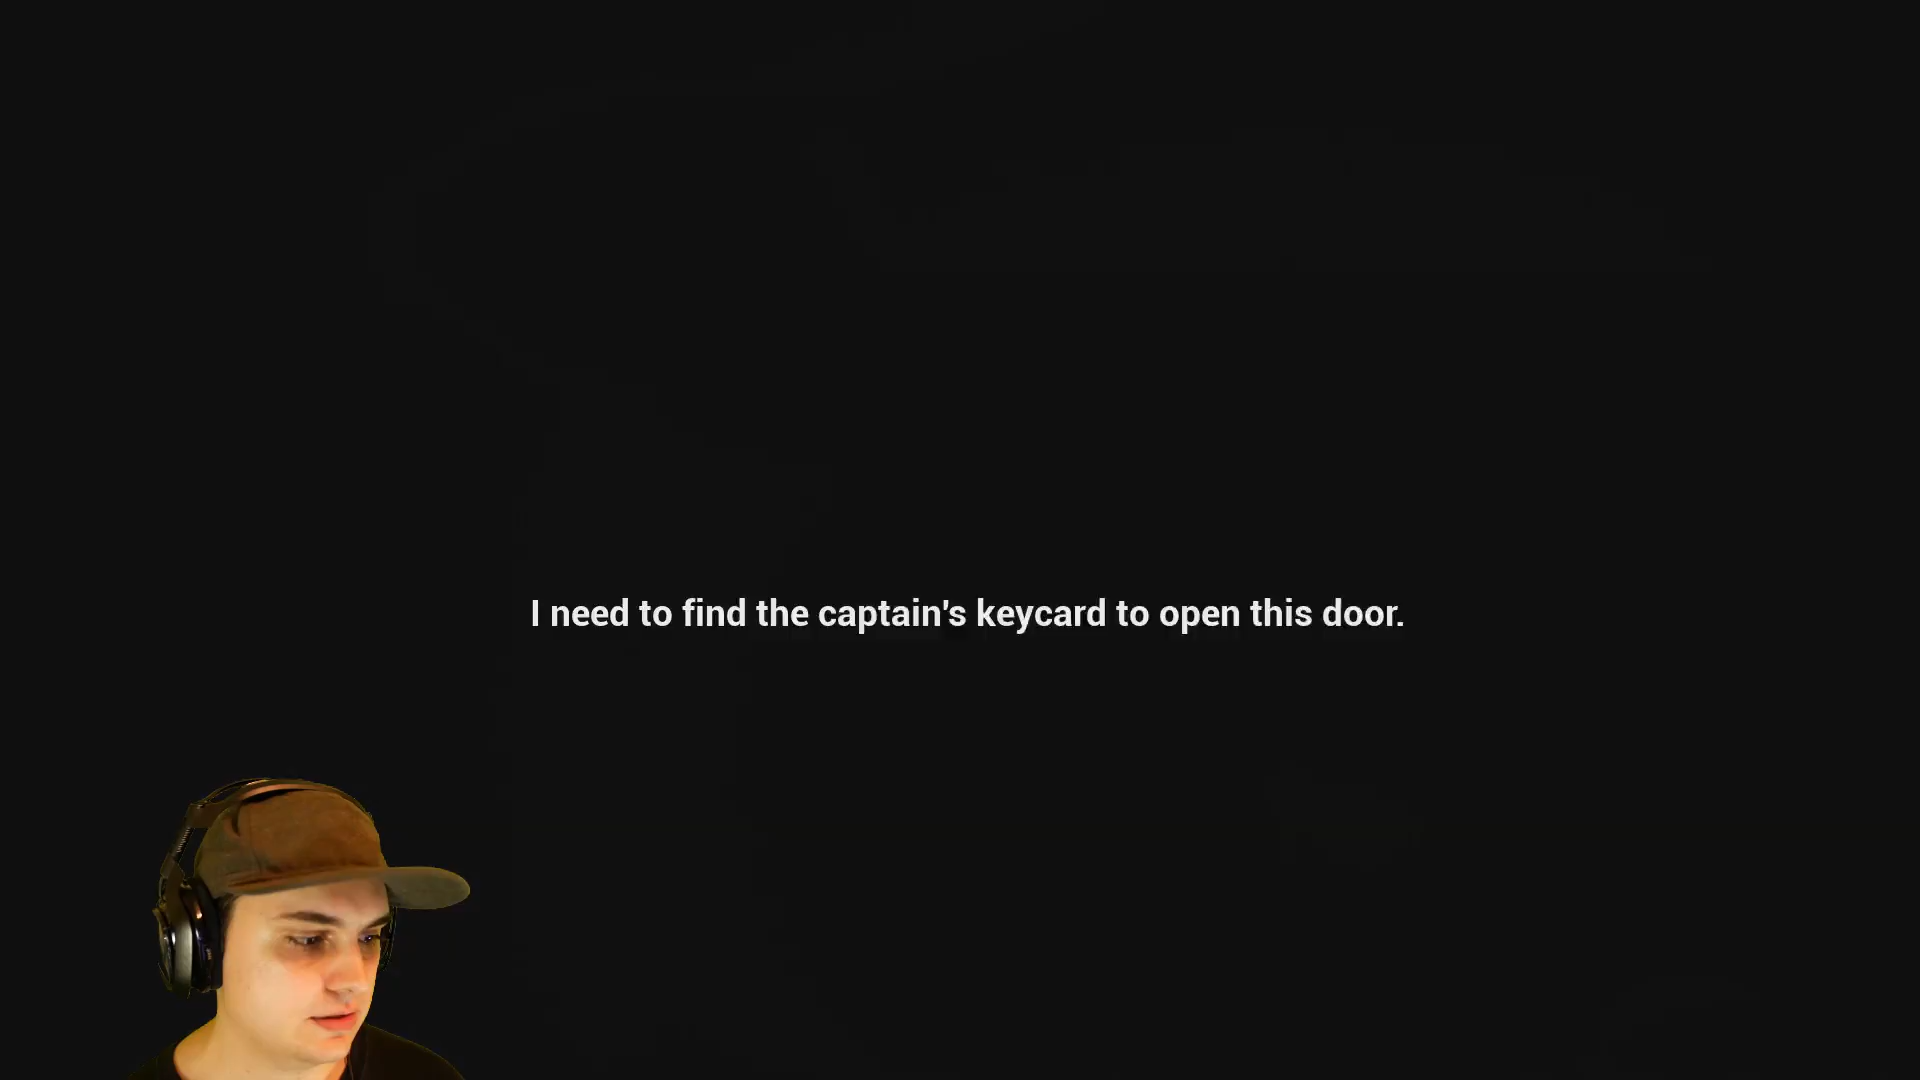 I need to find the captain's keycard to open this door.